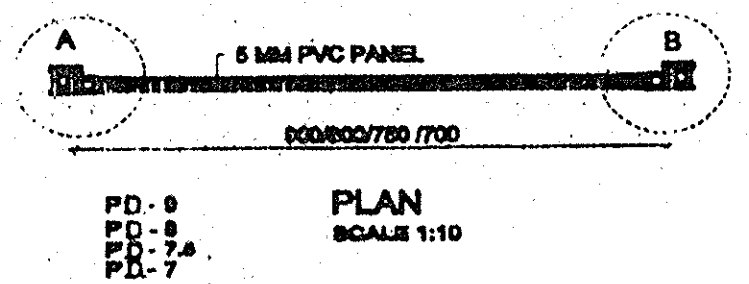 A
B
5 MM PVC PANEL
900/800/750 /700
PD - 9
PD - 8
PD - 7.5
PD - 7
PLAN
SCALE 1:10